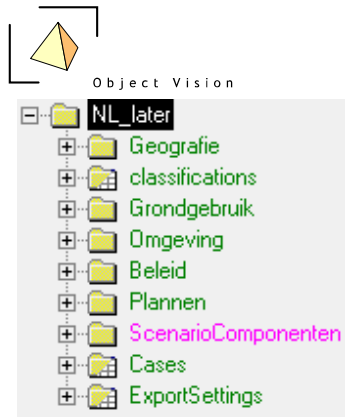 Object Vision
NL_later
Geografie
classifications
Grondgebruik
Omgeving
Beleid
Plannen
ScenarioComponenten
Cases
ExportSettings